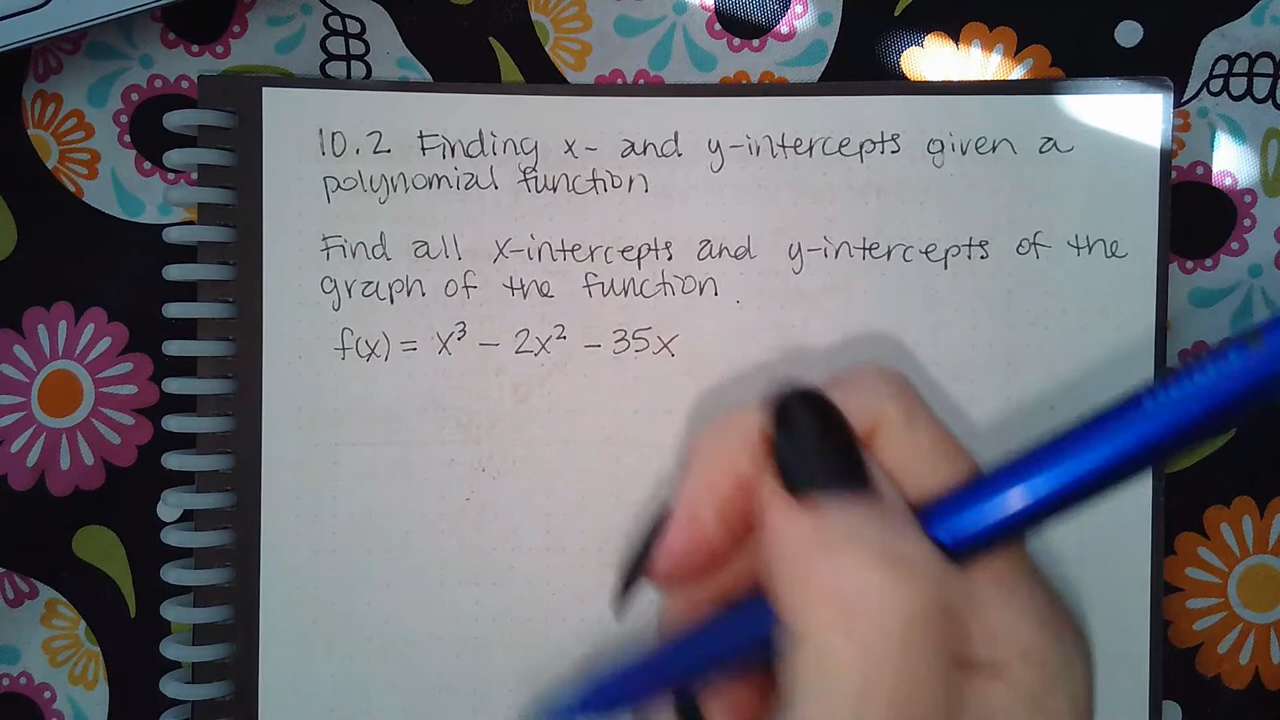 10.2 Finding x- and y-intercepts given a
polynomial function
Find all x-intercepts and y-intercepts of the
graph of the function.
f(x) = x³ - 2x² - 35x